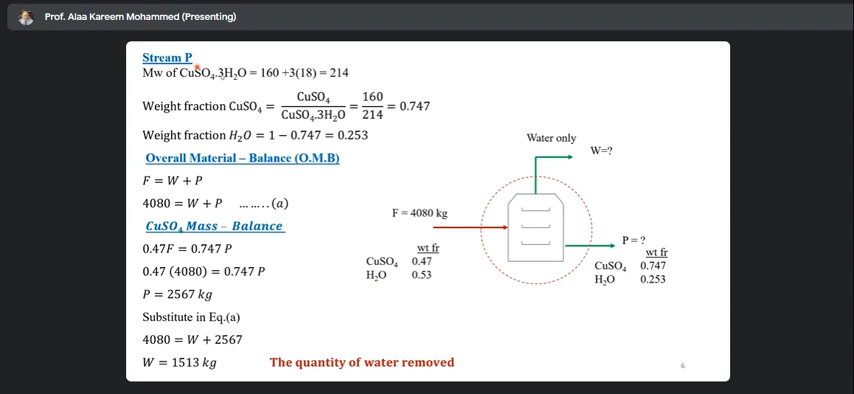 Prof. Alaa Kareem Mohammed (Presenting)
Stream P
Mw of CuSO₄.3H₂O = 160 +3(18) = 214
Weight fraction CuSO₄ = CuSO₄ / CuSO₄.3H₂O = 160 / 214 = 0.747
Weight fraction H₂O = 1 − 0.747 = 0.253
Overall Material – Balance (O.M.B)
F = W + P
4080 = W + P ........(a)
CuSO₄ Mass – Balance
0.47F = 0.747 P
0.47 (4080) = 0.747 P
P = 2567 kg
Substitute in Eq.(a)
4080 = W + 2567
W = 1513 kg The quantity of water removed
Water only
W=?
F = 4080 kg
wt fr
CuSO₄ 0.47
H₂O 0.53
P = ?
wt fr
CuSO₄ 0.747
H₂O 0.253
6